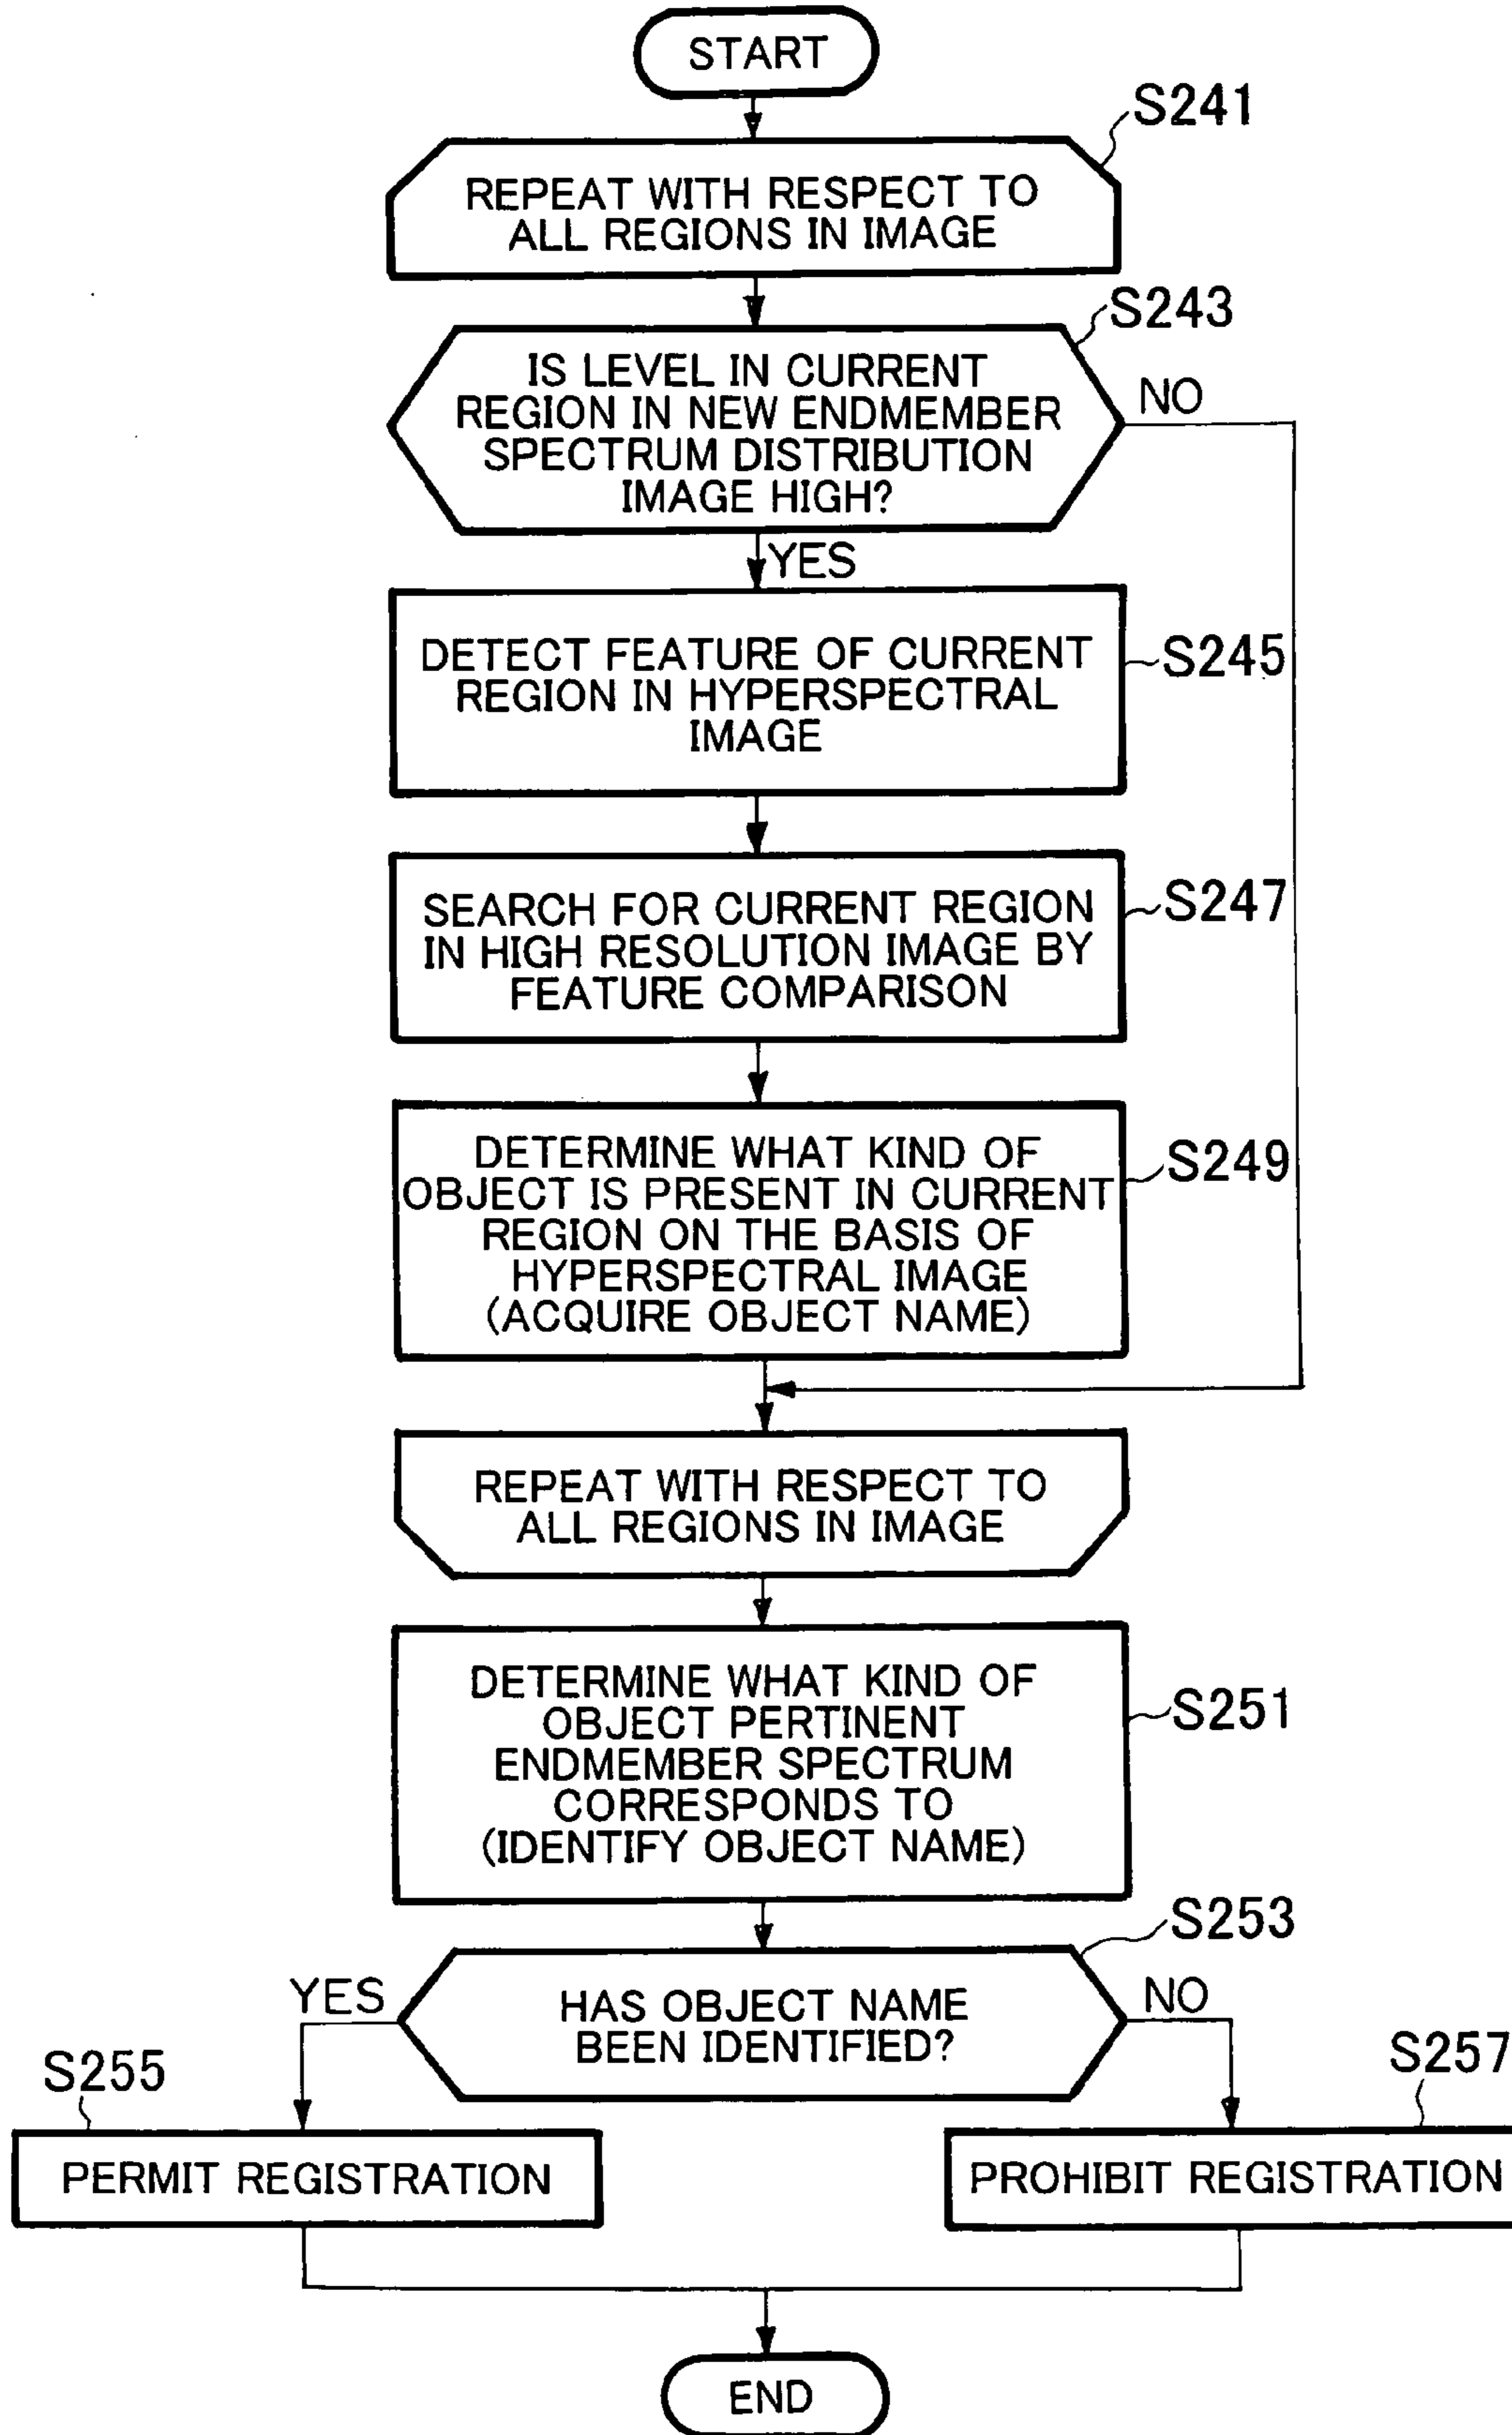 START
S241
REPEAT WITH RESPECT TO
ALL REGIONS IN IMAGE
S243
IS LEVEL IN CURRENT
REGION IN NEW ENDMEMBER
SPECTRUM DISTRIBUTION
IMAGE HIGH?
NO
YES
DETECT FEATURE OF CURRENT
REGION IN HYPERSPECTRAL
IMAGE
S245
SEARCH FOR CURRENT REGION
IN HIGH RESOLUTION IMAGE BY
FEATURE COMPARISON
S247
DETERMINE WHAT KIND OF
OBJECT IS PRESENT IN CURRENT
REGION ON THE BASIS OF
HYPERSPECTRAL IMAGE
(ACQUIRE OBJECT NAME)
S249
REPEAT WITH RESPECT TO
ALL REGIONS IN IMAGE
DETERMINE WHAT KIND OF
OBJECT PERTINENT
ENDMEMBER SPECTRUM
CORRESPONDS TO
(IDENTIFY OBJECT NAME)
S251
S253
YES
HAS OBJECT NAME
BEEN IDENTIFIED?
NO
S255
S257
PERMIT REGISTRATION
PROHIBIT REGISTRATION
END